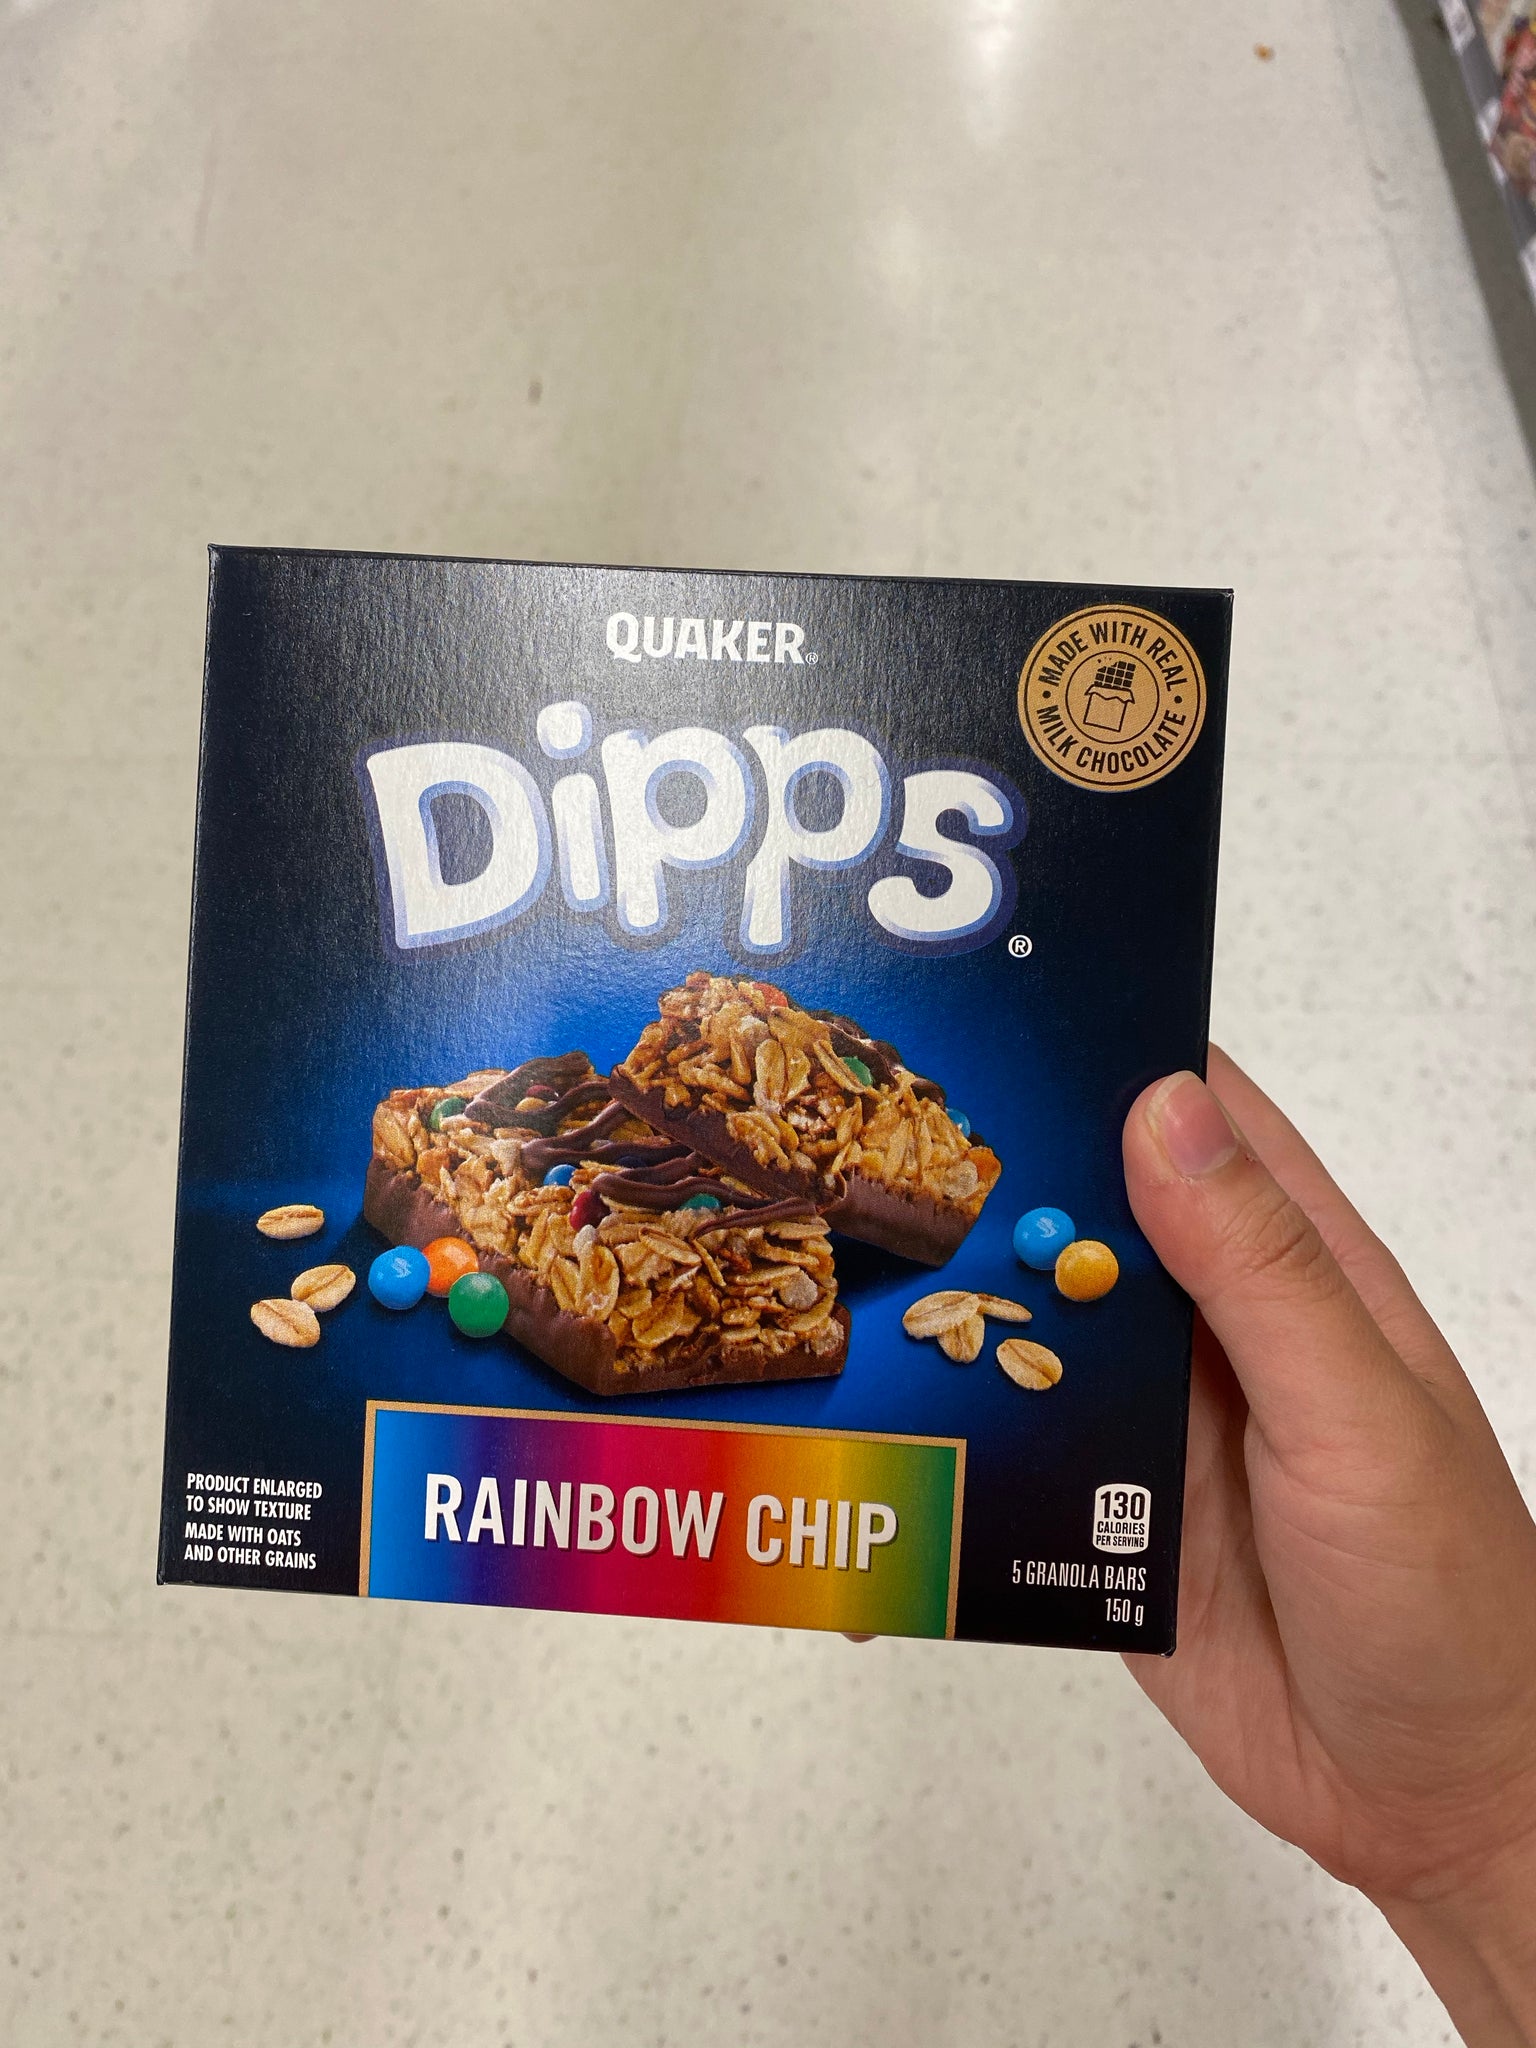 QUAKER®
MADE WITH REAL
• MILK CHOCOLATE •
Dipps®
RAINBOW CHIP
PRODUCT ENLARGED
TO SHOW TEXTURE
MADE WITH OATS
AND OTHER GRAINS
130
CALORIES
PER SERVING
5 GRANOLA BARS
150 g